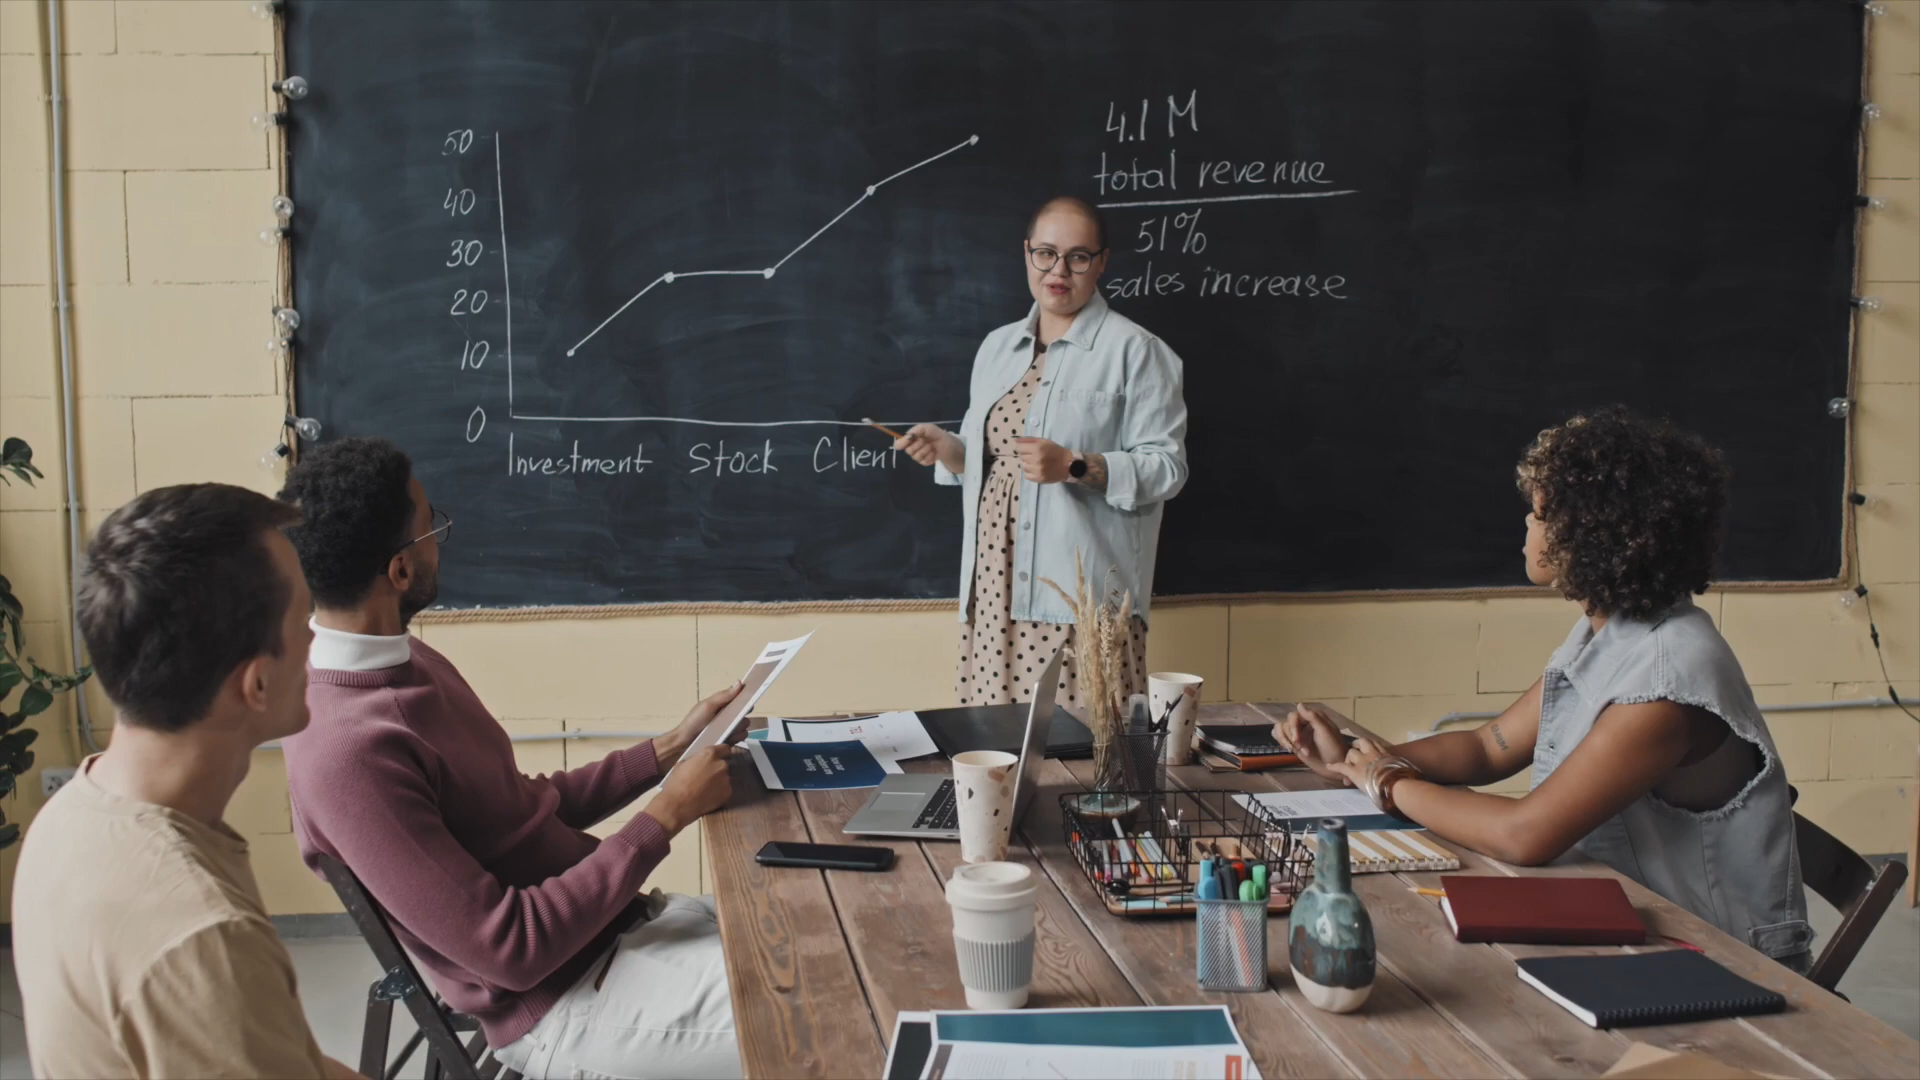 50
40
30
20
10
0
Investment Stock Client
4.1 M
total revenue
51%
sales increase